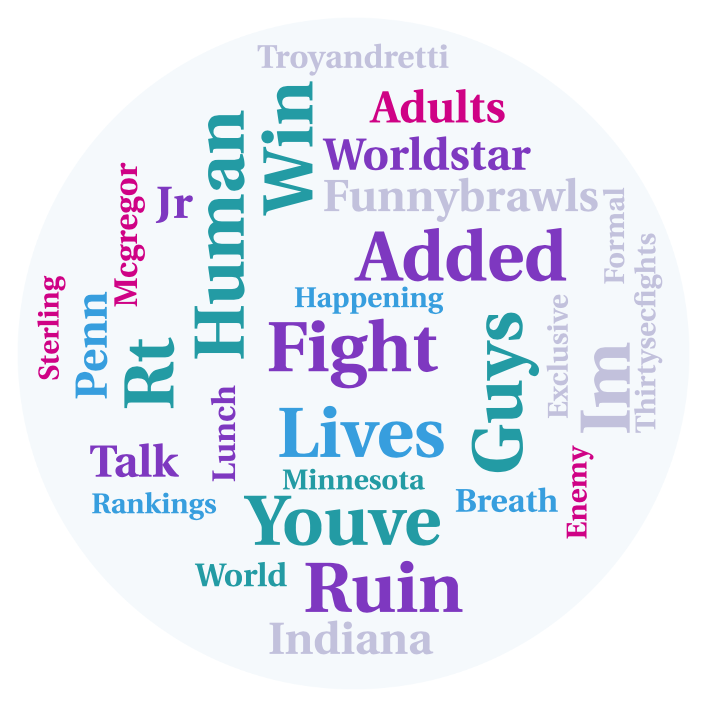 Troyandretti
Adults
Win
Worldstar
Human
Funnybrawls
Mcgregor
Jr
Formal
Added
Thirtysecfights
Sterling
Penn
Happening
Exclusive
Rt
Fight
Guys
Im
Lunch
Lives
Talk
Minnesota
Enemy
Rankings
Breath
Youve
World
Ruin
Indiana